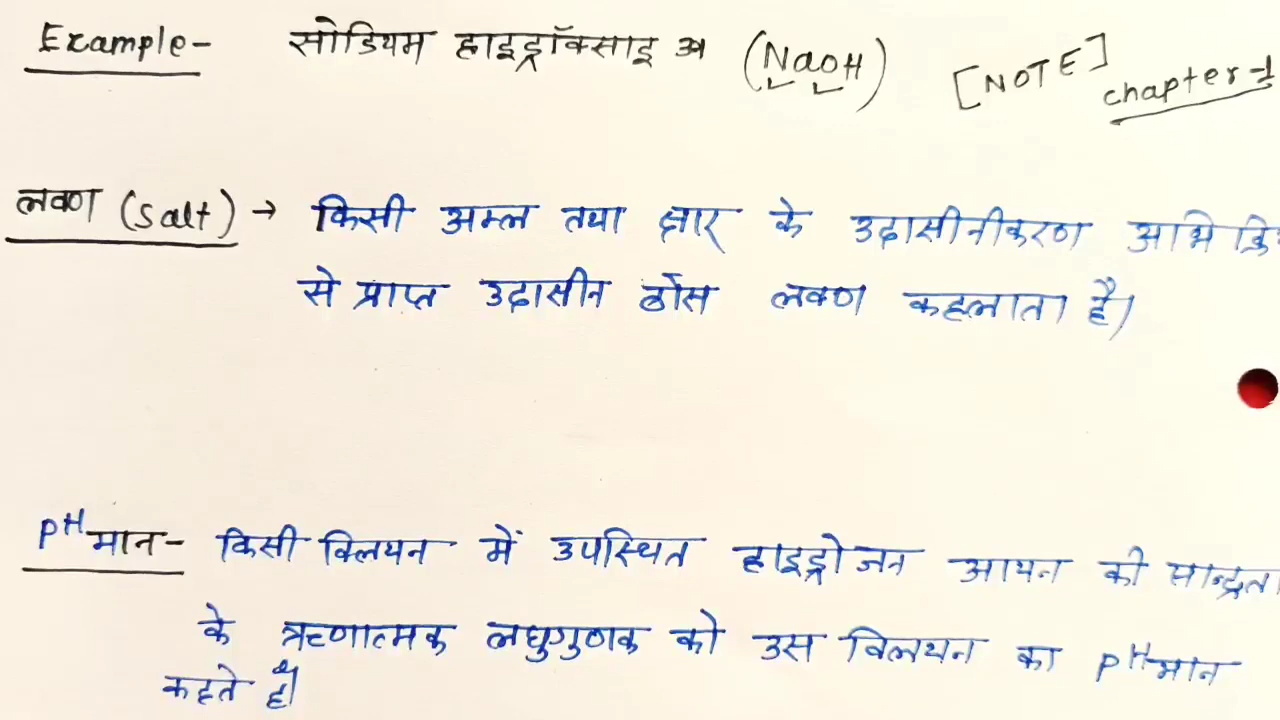 Example- सोडियम हाइड्रॉक्साइड (NaOH) [NOTE] chapter-1
लवण (salt) → किसी अम्ल तथा क्षार के उदासीनीकरण
से प्राप्त उदासीन ठोस लवण कहलाता है।
PH मान- किसी विलयन में उपस्थित हाइड्रोजन आयन की सान्द्रता
के ऋणात्मक लघुगुणक को उस विलयन का PH मान
कहते है।